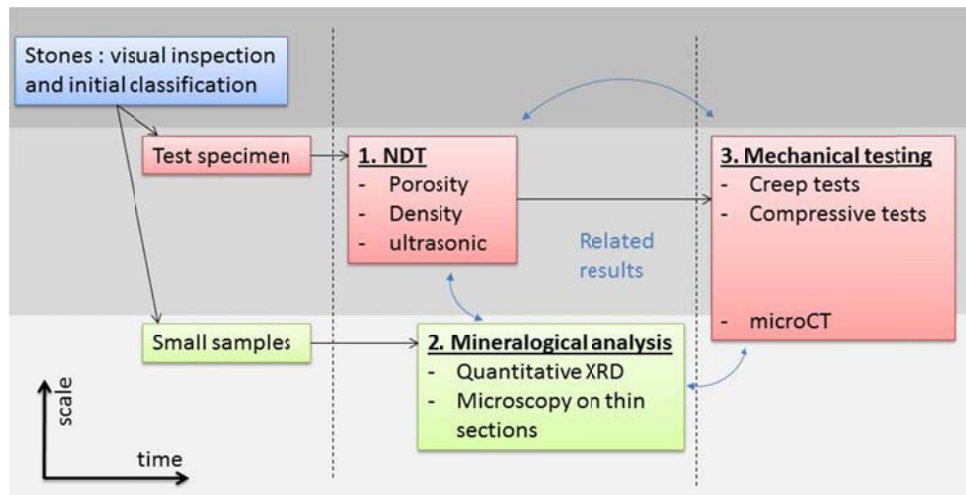 Stones : visual inspection
and initial classification
Test specimen
1. NDT
- Porosity
- Density
- ultrasonic
3. Mechanical testing
- Creep tests
- Compressive tests
- microCT
Related
results
Small samples
2. Mineralogical analysis
- Quantitative XRD
- Microscopy on thin
sections
scale
time